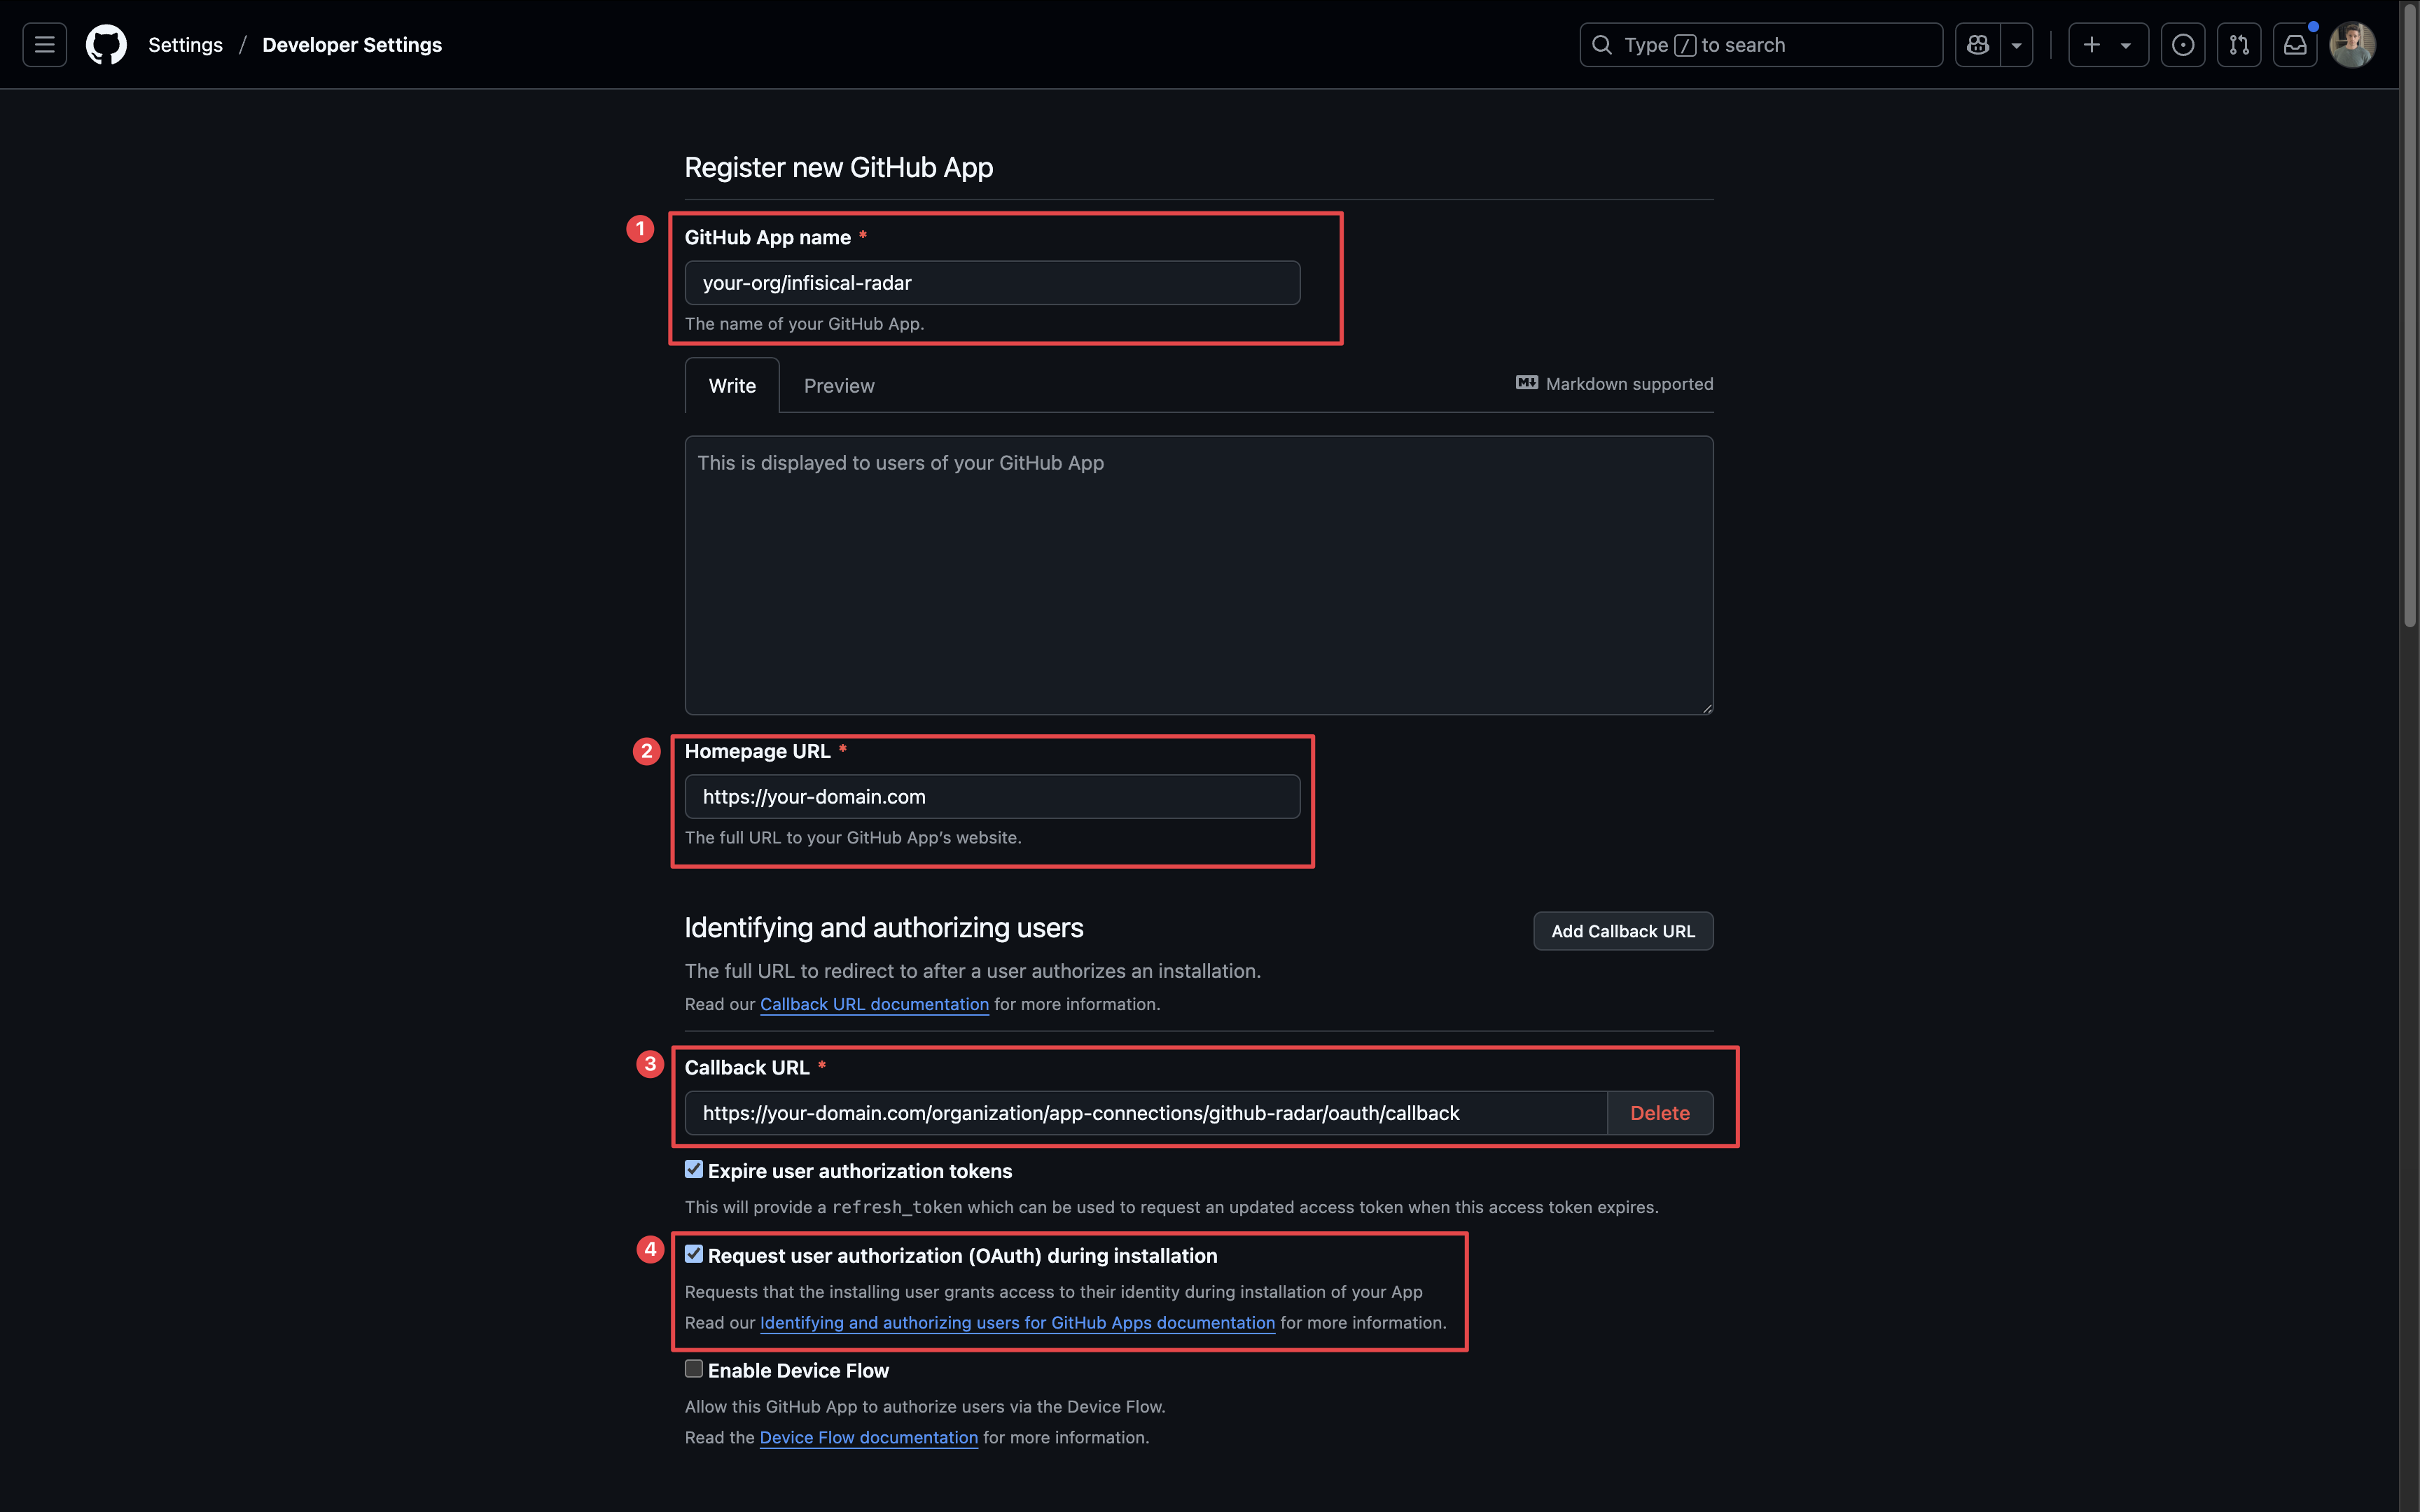 Settings / Developer Settings
Type / to search
Register new GitHub App
1
GitHub App name *
your-org/infisical-radar
The name of your GitHub App.
Write Preview Markdown supported
This is displayed to users of your GitHub App
2
Homepage URL *
https://your-domain.com
The full URL to your GitHub App’s website.
Identifying and authorizing users Add Callback URL
The full URL to redirect to after a user authorizes an installation.
Read our Callback URL documentation for more information.
3
Callback URL *
https://your-domain.com/organization/app-connections/github-radar/oauth/callback Delete
Expire user authorization tokens
This will provide a refresh_token which can be used to request an updated access token when this access token expires.
4
Request user authorization (OAuth) during installation
Requests that the installing user grants access to their identity during installation of your App
Read our Identifying and authorizing users for GitHub Apps documentation for more information.
Enable Device Flow
Allow this GitHub App to authorize users via the Device Flow.
Read the Device Flow documentation for more information.